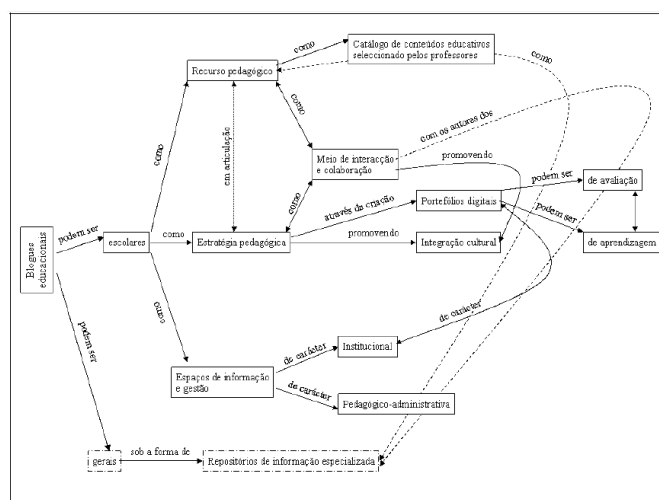 como
Catálogo de conteúdos educativos
seleccionado pelos professores
Recurso pedagógico
como
como
com os autores dos
em articulação
como
Meio de interacção
e colaboração
promovendo
podem ser
de avaliação
como
através da criação
Portefólios digitais
podem ser
Blogues
educacionais
podem ser
escolares
como
Estratégia pedagógica
promovendo
Integração cultural
de aprendizagem
como
podem ser
de carácter
Institucional
de carácter
Espaços de informação
e gestão
de carácter
Pedagógico-administrativa
gerais
sob a forma de
Repositórios de informação especializada